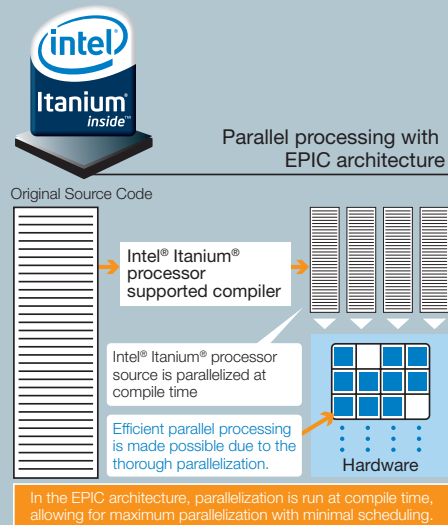 intel®
Itanium®
inside™
Parallel processing with
EPIC architecture
Original Source Code
Intel® Itanium®
processor
supported compiler
Intel® Itanium® processor
source is parallelized at
compile time
Efficient parallel processing
is made possible due to the
thorough parallelization.
Hardware
In the EPIC architecture, parallelization is run at compile time,
allowing for maximum parallelization with minimal scheduling.